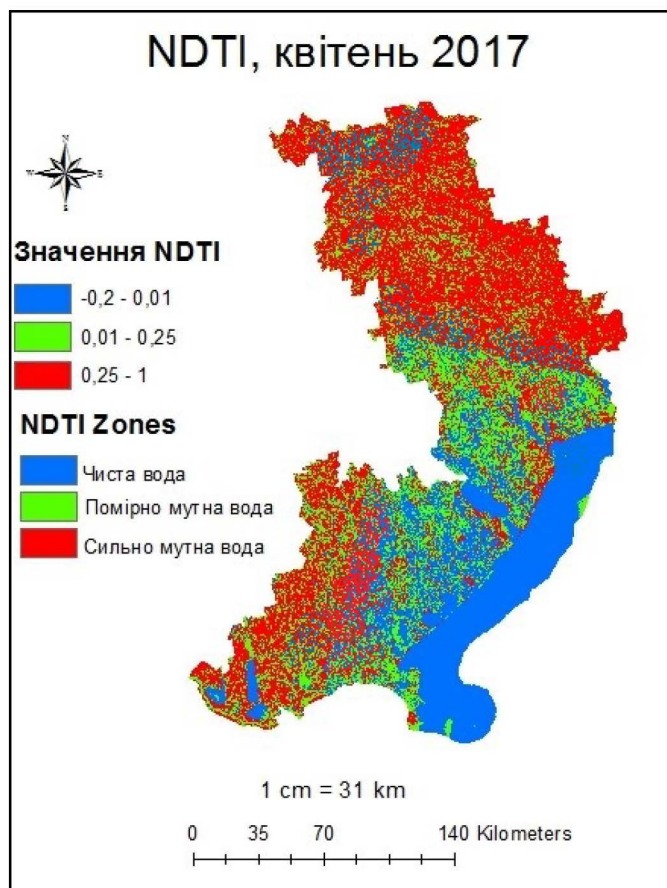 NDTI, квітень 2017
N
W
E
S
Значення NDTI
-0,2 - 0,01
0,01 - 0,25
0,25 - 1
NDTI Zones
Чиста вода
Помірно мутна вода
Сильно мутна вода
1 cm = 31 km
0 35 70 140 Kilometers